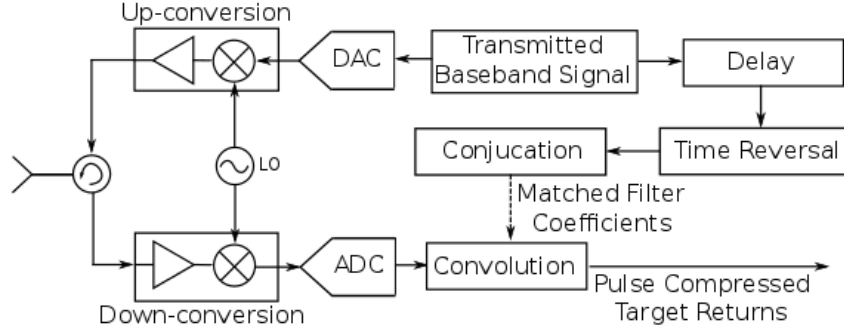 Up-conversion
DAC
Transmitted
Baseband Signal
Delay
Time Reversal
Conjucation
LO
Matched Filter
Coefficients
ADC
Convolution
Pulse Compressed
Target Returns
Down-conversion